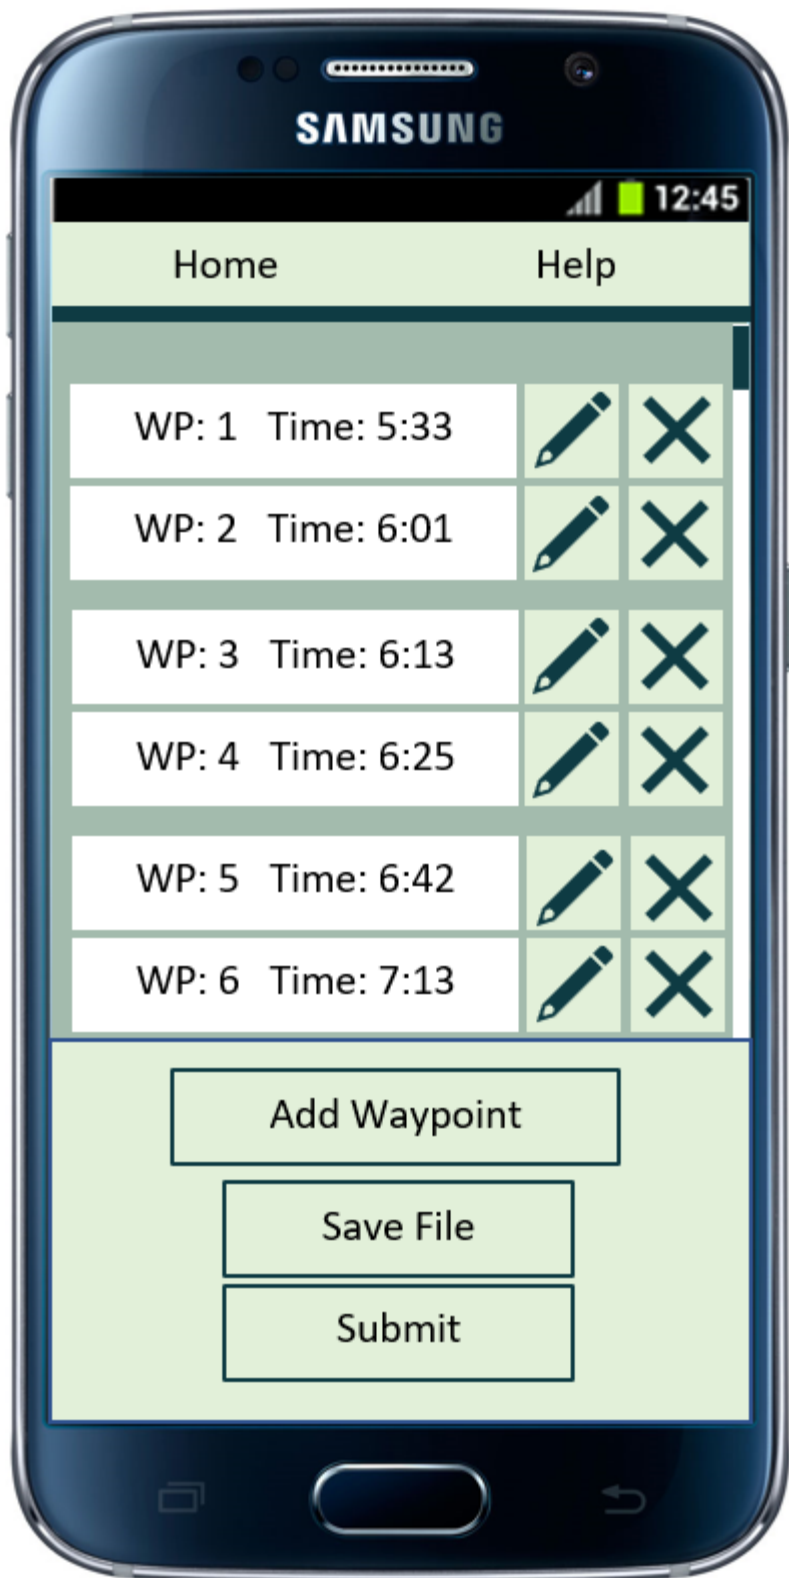 SAMSUNG
12:45
Home Help
WP: 1 Time: 5:33
WP: 2 Time: 6:01
WP: 3 Time: 6:13
WP: 4 Time: 6:25
WP: 5 Time: 6:42
WP: 6 Time: 7:13
Add Waypoint
Save File
Submit